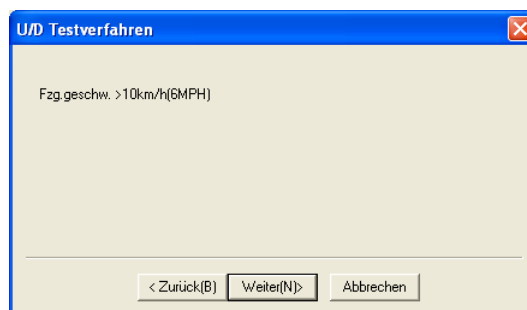 U/D Testverfahren
Fzg.geschw. >10km/h(6MPH)
< Zurück(B) Weiter(N)> Abbrechen